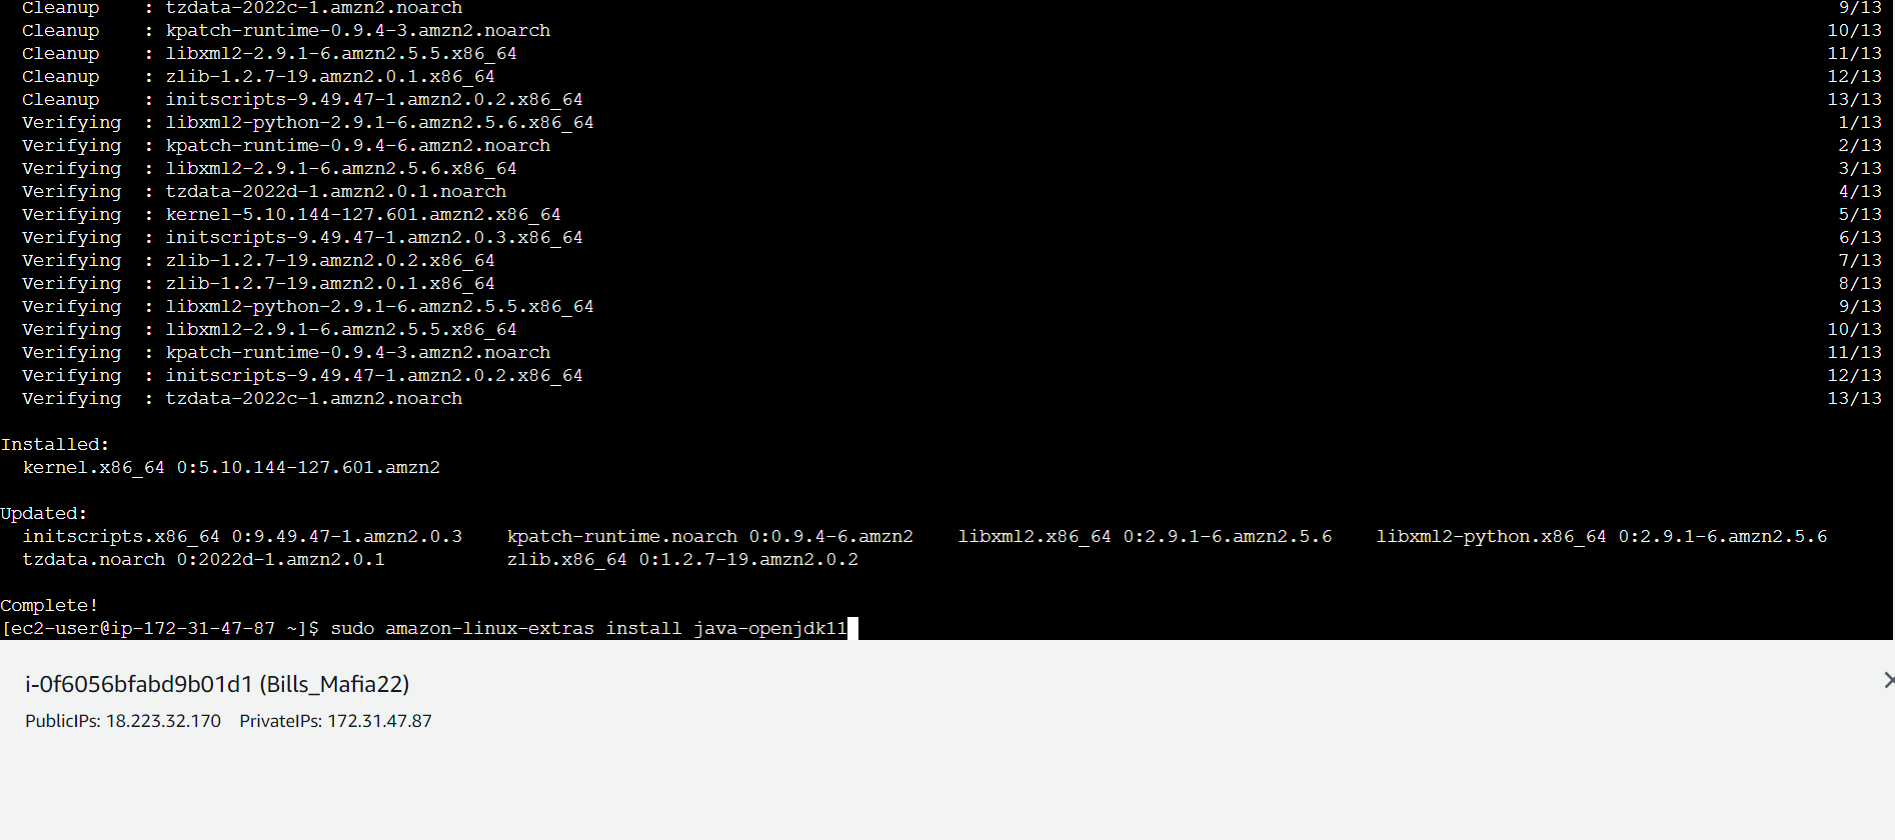 Cleanup : tzdata-2022c-1.amzn2.noarch 9/13
Cleanup : kpatch-runtime-0.9.4-3.amzn2.noarch 10/13
Cleanup : libxml2-2.9.1-6.amzn2.5.5.x86_64 11/13
Cleanup : zlib-1.2.7-19.amzn2.0.1.x86_64 12/13
Cleanup : initscripts-9.49.47-1.amzn2.0.2.x86_64 13/13
Verifying : libxml2-python-2.9.1-6.amzn2.5.6.x86_64 1/13
Verifying : kpatch-runtime-0.9.4-6.amzn2.noarch 2/13
Verifying : libxml2-2.9.1-6.amzn2.5.6.x86_64 3/13
Verifying : tzdata-2022d-1.amzn2.0.1.noarch 4/13
Verifying : kernel-5.10.144-127.601.amzn2.x86_64 5/13
Verifying : initscripts-9.49.47-1.amzn2.0.3.x86_64 6/13
Verifying : zlib-1.2.7-19.amzn2.0.2.x86_64 7/13
Verifying : zlib-1.2.7-19.amzn2.0.1.x86_64 8/13
Verifying : libxml2-python-2.9.1-6.amzn2.5.5.x86_64 9/13
Verifying : libxml2-2.9.1-6.amzn2.5.5.x86_64 10/13
Verifying : kpatch-runtime-0.9.4-3.amzn2.noarch 11/13
Verifying : initscripts-9.49.47-1.amzn2.0.2.x86_64 12/13
Verifying : tzdata-2022c-1.amzn2.noarch 13/13
Installed:
kernel.x86_64 0:5.10.144-127.601.amzn2
Updated:
initscripts.x86_64 0:9.49.47-1.amzn2.0.3 kpatch-runtime.noarch 0:0.9.4-6.amzn2 libxml2.x86_64 0:2.9.1-6.amzn2.5.6 libxml2-python.x86_64 0:2.9.1-6.amzn2.5.6
tzdata.noarch 0:2022d-1.amzn2.0.1 zlib.x86_64 0:1.2.7-19.amzn2.0.2
Complete!
[ec2-user@ip-172-31-47-87 ~]$ sudo amazon-linux-extras install java-openjdk11
i-0f6056bfabd9b01d1 (Bills_Mafia22)
PublicIPs: 18.223.32.170 PrivateIPs: 172.31.47.87